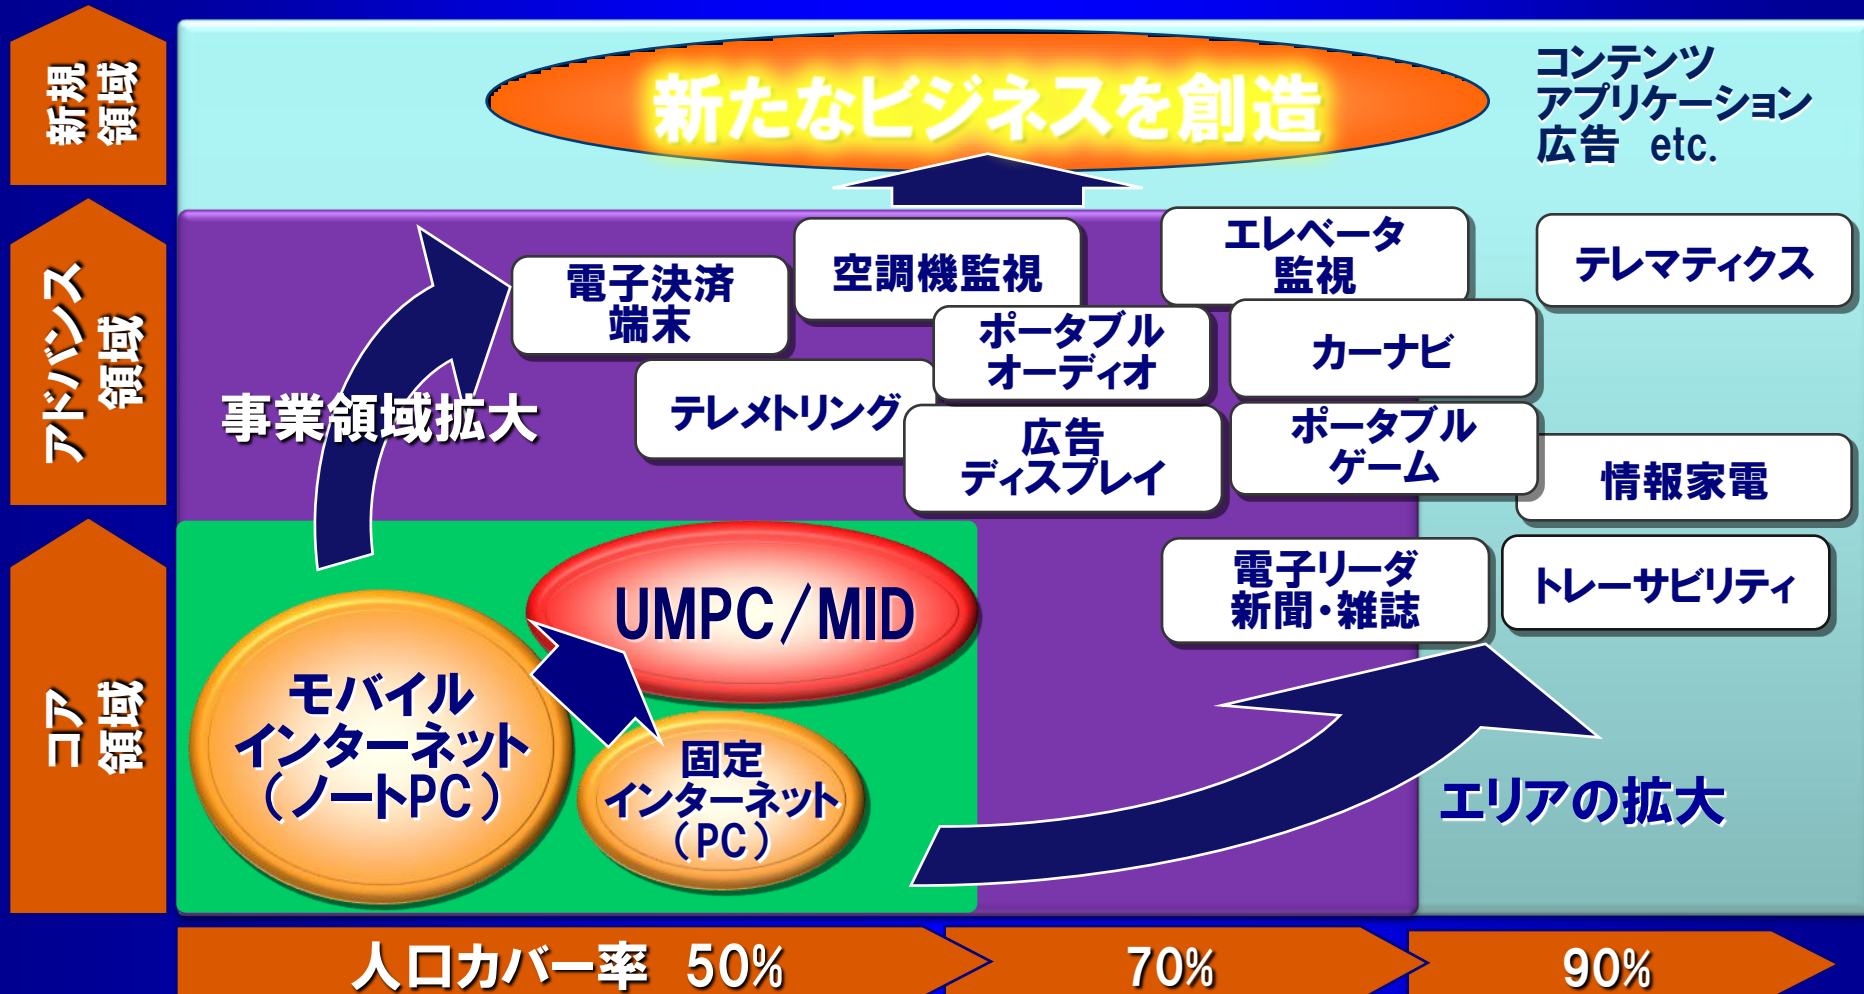 新規
領域
新たなビジネスを創造
コンテンツ
アプリケーション
広告 etc.
アドバンス
領域
電子決済
端末
空調機監視
エレベータ
監視
テレマティクス
ポータブル
オーディオ
カーナビ
事業領域拡大
テレメトリング
広告
ディスプレイ
ポータブル
ゲーム
情報家電
コア
領域
UMPC/MID
電子リーダ
新聞・雑誌
トレーサビリティ
モバイル
インターネット
(ノートPC)
固定
インターネット
(PC)
エリアの拡大
人口カバー率 50%
70%
90%